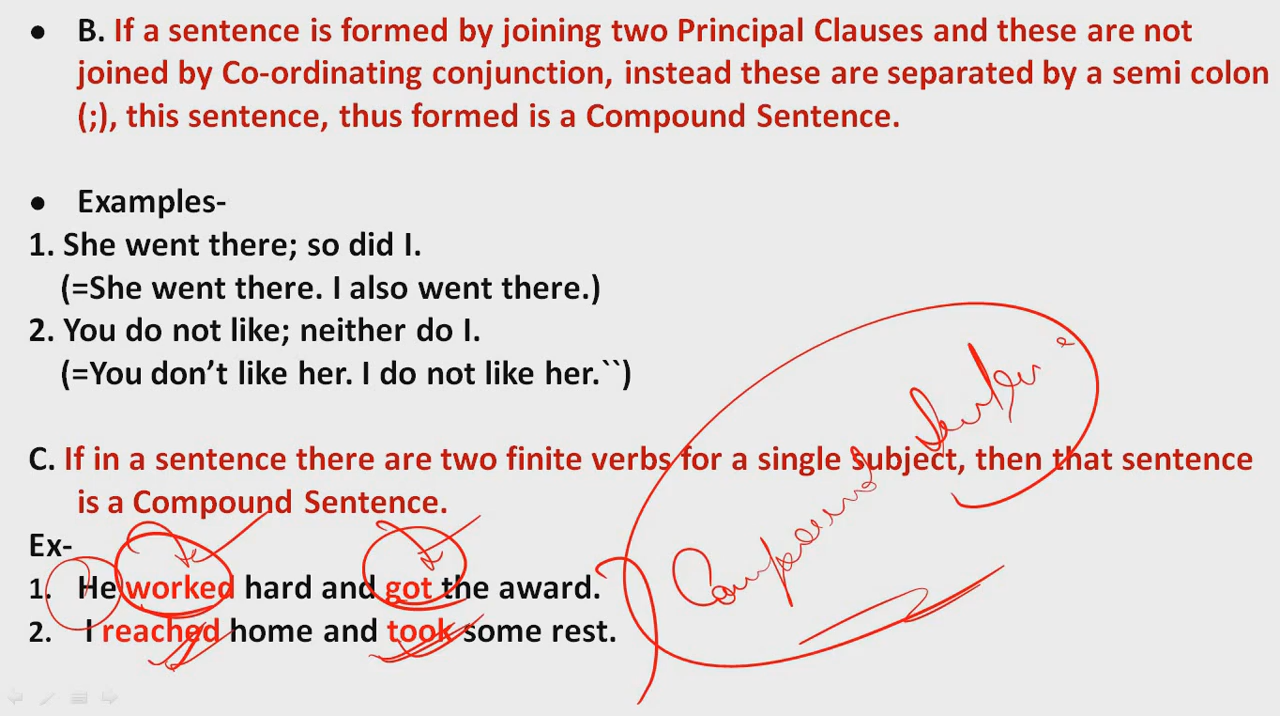 • B. If a sentence is formed by joining two Principal Clauses and these are not
joined by Co-ordinating conjunction, instead these are separated by a semi colon
(;), this sentence, thus formed is a Compound Sentence.
• Examples-
1. She went there; so did I.
(=She went there. I also went there.)
2. You do not like; neither do I.
(=You don’t like her. I do not like her.``)
C. If in a sentence there are two finite verbs for a single subject, then that sentence
is a Compound Sentence.
Ex-
1. He worked hard and got the award.
2. I reached home and took some rest.
Compound Sentence